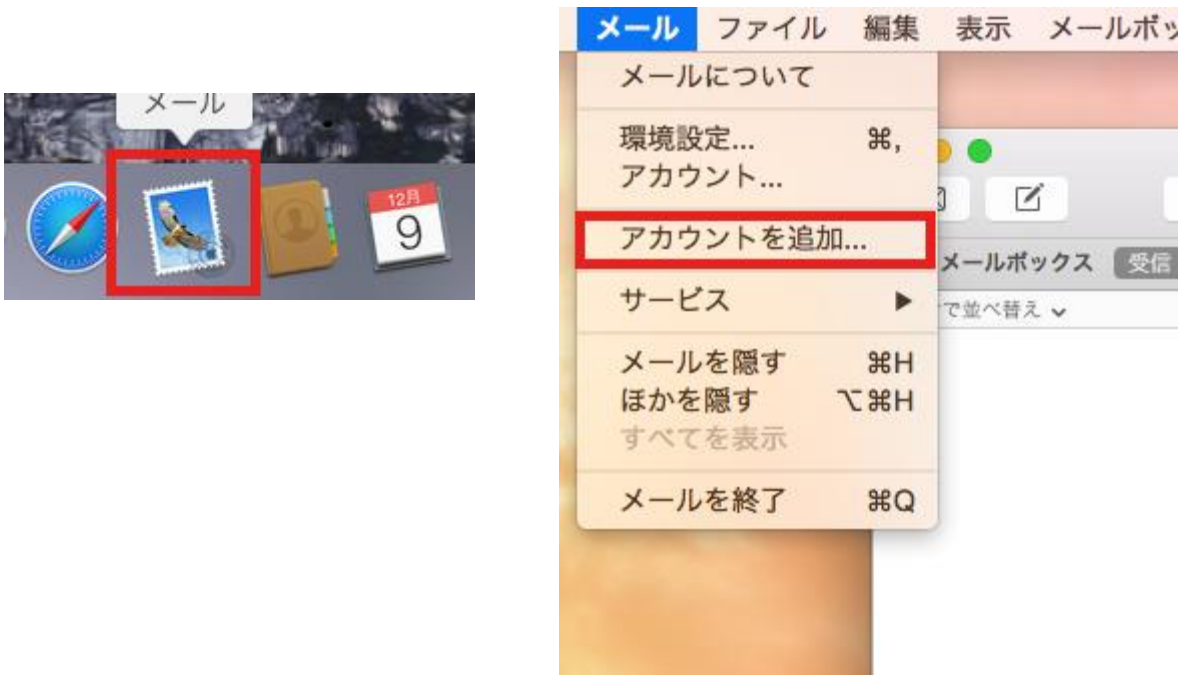 メール
12月
9
メール ファイル 編集 表示 メールボッ
メールについて
環境設定... ⌘,
アカウント...
アカウントを追加...
サービス ▶
メールを隠す ⌘H
ほかを隠す ⌥⌘H
すべてを表示
メールを終了 ⌘Q
メールボックス 受信
で並べ替え